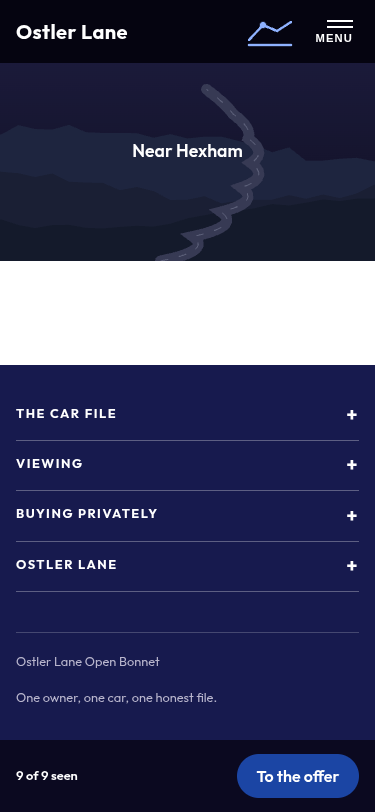 Ostler Lane
MENU
Near Hexham
THE CAR FILE +
VIEWING +
BUYING PRIVATELY +
OSTLER LANE +
Ostler Lane Open Bonnet
One owner, one car, one honest file.
9 of 9 seen
To the offer